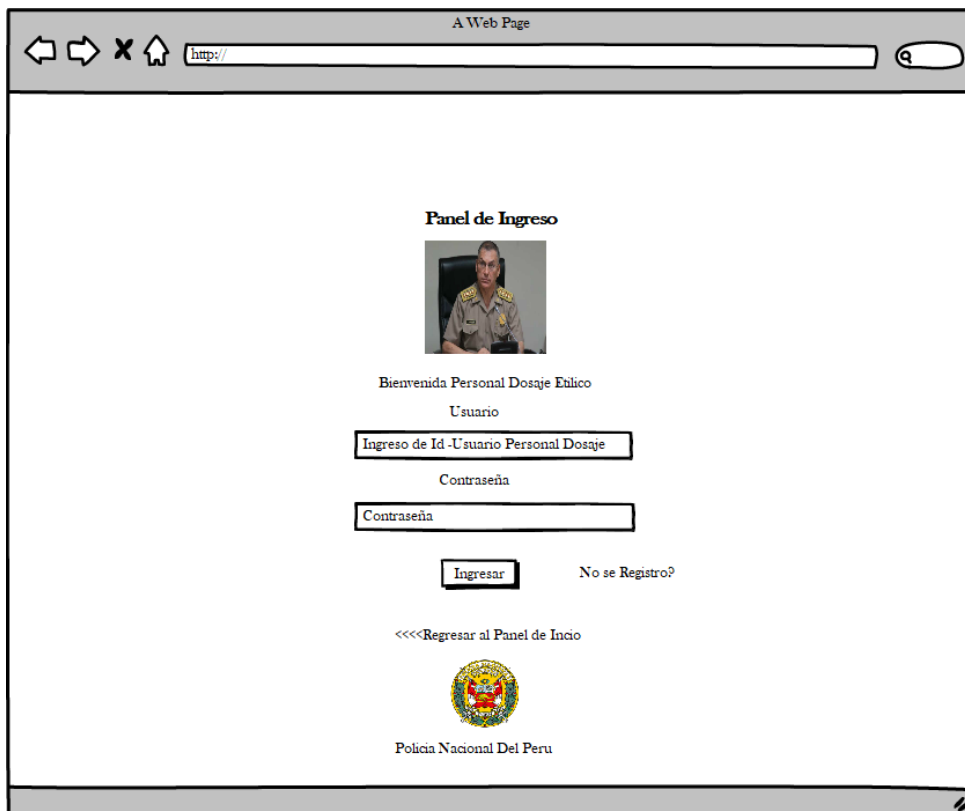 A Web Page
http://
Panel de Ingreso
Bienvenida Personal Dosaje Etilico
Usuario
Ingreso de Id -Usuario Personal Dosaje
Contraseña
Contraseña
Ingresar
No se Registro?
<<<<Regresar al Panel de Incio
Policia Nacional Del Peru